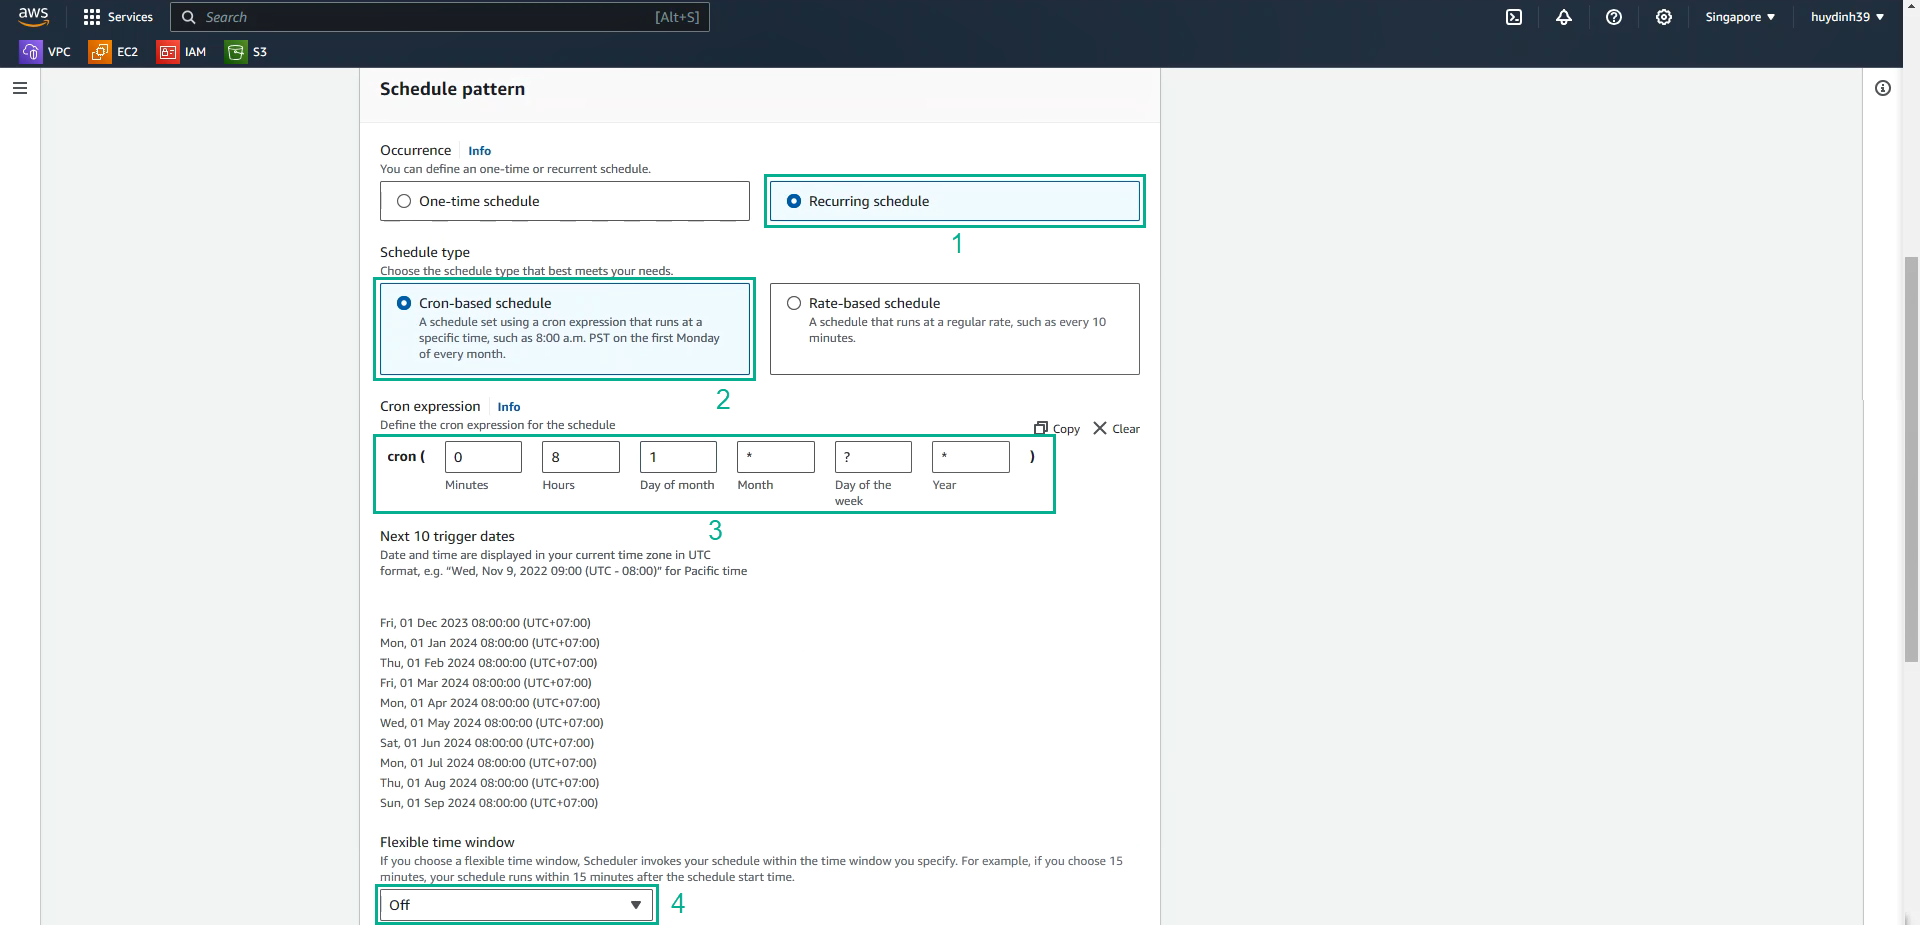 aws
Services
Search
[Alt+S]
Singapore
huydinh39
VPC
EC2
IAM
S3
Schedule pattern
Occurrence
Info
You can define an one-time or recurrent schedule.
One-time schedule
Recurring schedule
1
Schedule type
Choose the schedule type that best meets your needs.
Cron-based schedule
A schedule set using a cron expression that runs at a
specific time, such as 8:00 a.m. PST on the first Monday
of every month.
Rate-based schedule
A schedule that runs at a regular rate, such as every 10
minutes.
2
Cron expression
Info
Define the cron expression for the schedule
Copy
Clear
cron ( 0 8 1 * ? * )
Minutes
Hours
Day of month
Month
Day of the
week
Year
3
Next 10 trigger dates
Date and time are displayed in your current time zone in UTC
format, e.g. "Wed, Nov 9, 2022 09:00 (UTC - 08:00)" for Pacific time
Fri, 01 Dec 2023 08:00:00 (UTC+07:00)
Mon, 01 Jan 2024 08:00:00 (UTC+07:00)
Thu, 01 Feb 2024 08:00:00 (UTC+07:00)
Fri, 01 Mar 2024 08:00:00 (UTC+07:00)
Mon, 01 Apr 2024 08:00:00 (UTC+07:00)
Wed, 01 May 2024 08:00:00 (UTC+07:00)
Sat, 01 Jun 2024 08:00:00 (UTC+07:00)
Mon, 01 Jul 2024 08:00:00 (UTC+07:00)
Thu, 01 Aug 2024 08:00:00 (UTC+07:00)
Sun, 01 Sep 2024 08:00:00 (UTC+07:00)
Flexible time window
If you choose a flexible time window, Scheduler invokes your schedule within the time window you specify. For example, if you choose 15
minutes, your schedule runs within 15 minutes after the schedule start time.
Off
4